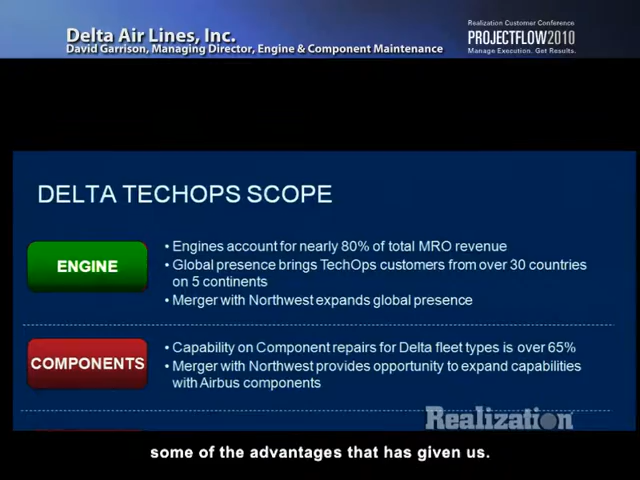 Delta Air Lines, Inc.
David Garrison, Managing Director, Engine & Component Maintenance
Realization Customer Conference
PROJECTFLOW2010
Manage Execution. Get Results.
DELTA TECHOPS SCOPE
ENGINE
• Engines account for nearly 80% of total MRO revenue
• Global presence brings TechOps customers from over 30 countries
on 5 continents
• Merger with Northwest expands global presence
COMPONENTS
• Capability on Component repairs for Delta fleet types is over 65%
• Merger with Northwest provides opportunity to expand capabilities
with Airbus components
Realization
some of the advantages that has given us.